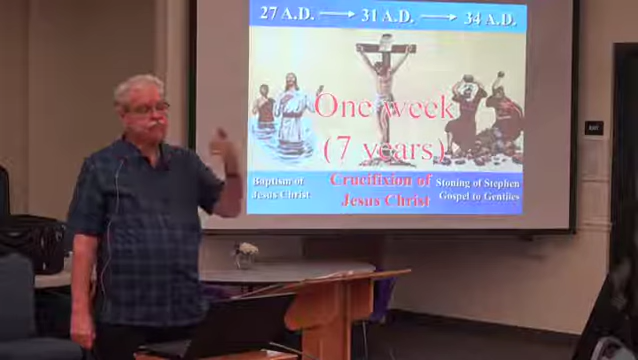 27 A.D. → 31 A.D. → 34 A.D.
One week
(7 years)
Baptism of
Jesus Christ
Crucifixion of
Jesus Christ
Stoning of Stephen
Gospel to Gentiles
EXIT